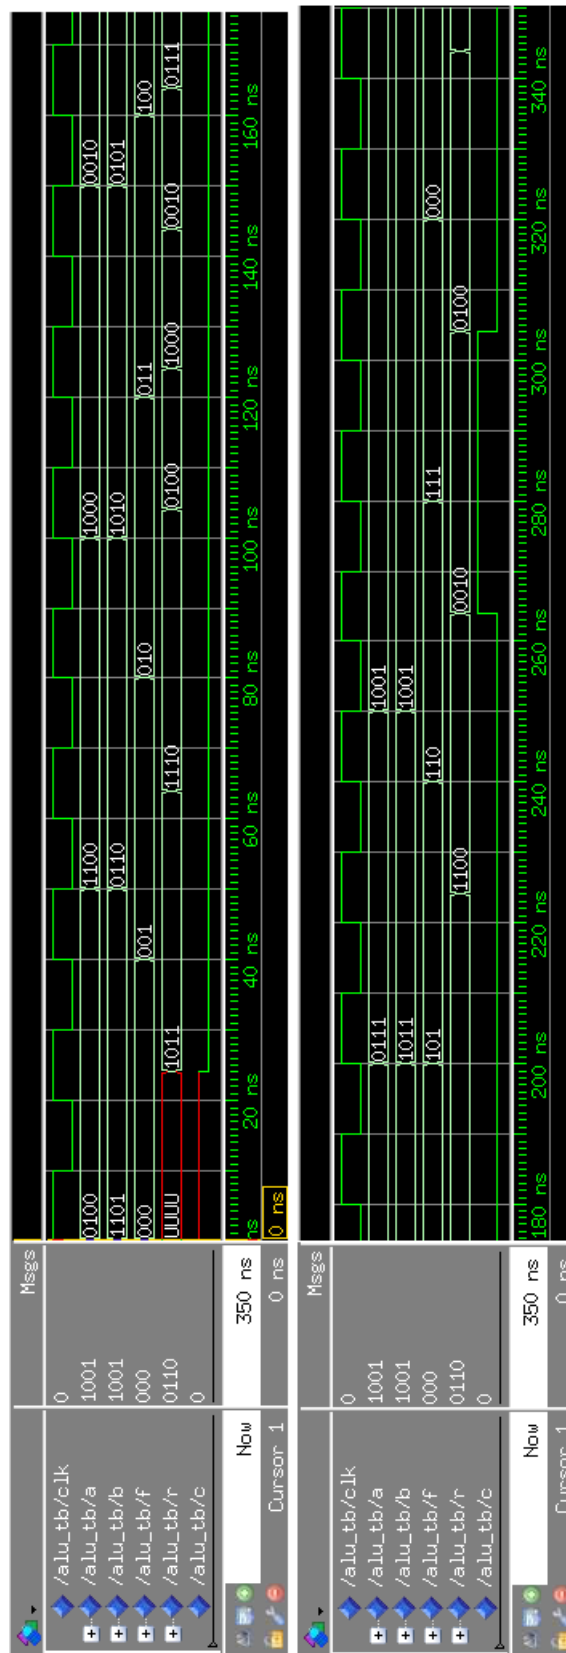 Msgs
/alu_tb/clk 0
/alu_tb/a 1001 0100 1100 1000 0010
/alu_tb/b 1001 1101 0110 1010 0101
/alu_tb/f 000 000 001 010 011 100
/alu_tb/r 0110 UUUU 1011 1110 0100 1000 0010 0111
/alu_tb/c 0
Now 350 ns ns 20 ns 40 ns 60 ns 80 ns 100 ns 120 ns 140 ns 160 ns
Cursor 1 0 ns 0 ns
Msgs
/alu_tb/clk 0
/alu_tb/a 1001 0111 1001
/alu_tb/b 1001 1011 1001
/alu_tb/f 000 101 110 111 000
/alu_tb/r 0110 1100 0010 0100
/alu_tb/c 0
Now 350 ns 180 ns 200 ns 220 ns 240 ns 260 ns 280 ns 300 ns 320 ns 340 ns
Cursor 1 0 ns